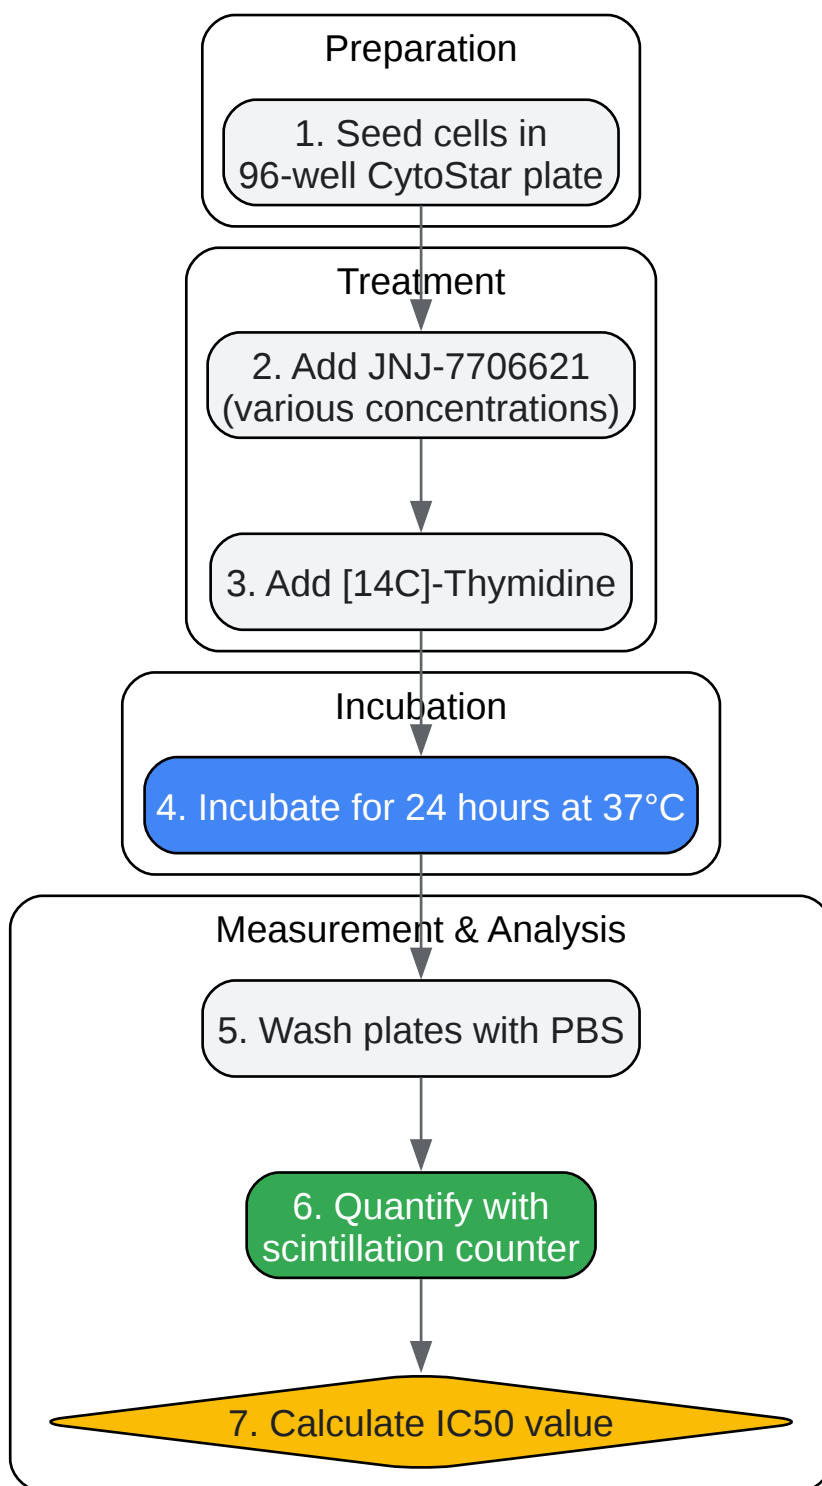 Preparation
1. Seed cells in
96-well CytoStar plate
Treatment
2. Add JNJ-7706621
(various concentrations)
3. Add [14C]-Thymidine
Incubation
4. Incubate for 24 hours at 37°C
Measurement & Analysis
5. Wash plates with PBS
6. Quantify with
scintillation counter
7. Calculate IC50 value